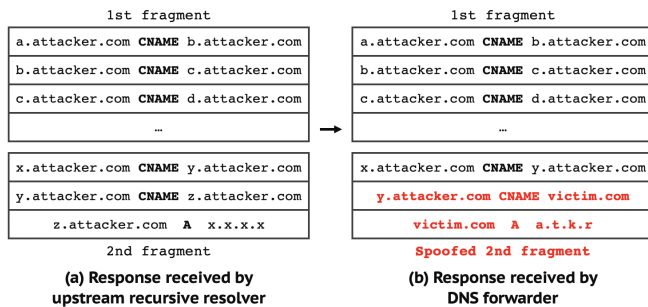 1st fragment
a.attacker.com CNAME b.attacker.com
b.attacker.com CNAME c.attacker.com
c.attacker.com CNAME d.attacker.com
…
x.attacker.com CNAME y.attacker.com
y.attacker.com CNAME z.attacker.com
z.attacker.com A x.x.x.x
2nd fragment
(a) Response received by
upstream recursive resolver
1st fragment
a.attacker.com CNAME b.attacker.com
b.attacker.com CNAME c.attacker.com
c.attacker.com CNAME d.attacker.com
…
x.attacker.com CNAME y.attacker.com
y.attacker.com CNAME victim.com
victim.com A a.t.k.r
Spoofed 2nd fragment
(b) Response received by
DNS forwarder